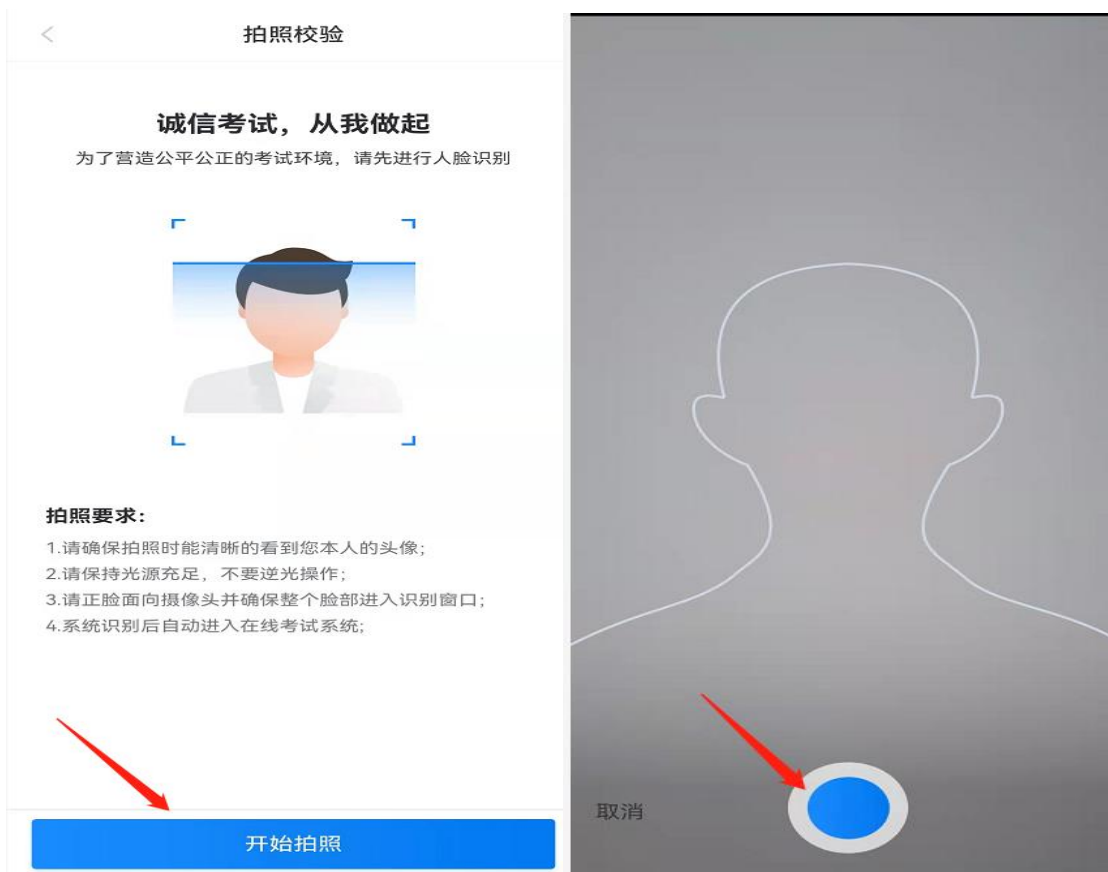 拍照校验
诚信考试，从我做起
为了营造公平公正的考试环境，请先进行人脸识别
拍照要求:
1.请确保拍照时能清晰的看到您本人的头像;
2.请保持光源充足，不要逆光操作;
3.请正脸面向摄像头并确保整个脸部进入识别窗口;
4.系统识别后自动进入在线考试系统;
开始拍照
取消